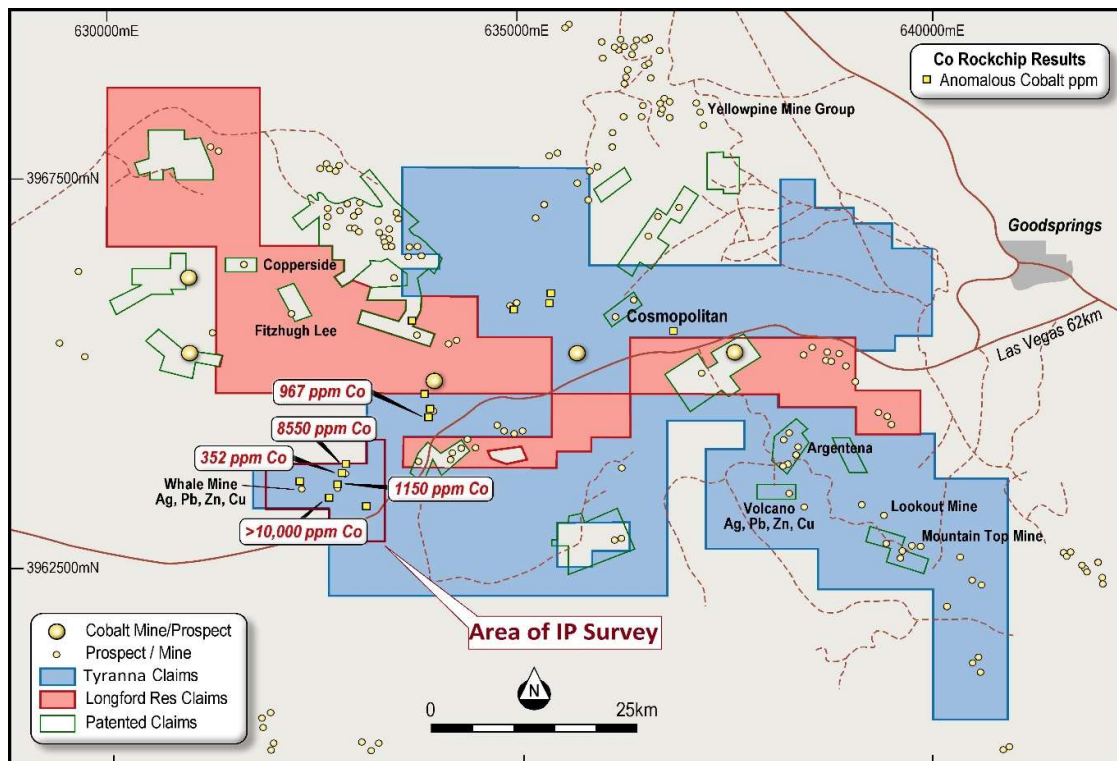 630000mE
635000mE
640000mE
Co Rockchip Results
Anomalous Cobalt ppm
Yellowpine Mine Group
3967500mN
Goodsprings
Copperside
Fitzhugh Lee
Cosmopolitan
Las Vegas 62km
967 ppm Co
8550 ppm Co
352 ppm Co
Whale Mine
Ag, Pb, Zn, Cu
1150 ppm Co
>10,000 ppm Co
Argentena
Volcano
Ag, Pb, Zn, Cu
Lookout Mine
Mountain Top Mine
3962500mN
Area of IP Survey
Cobalt Mine/Prospect
Prospect / Mine
Tyranna Claims
Longford Res Claims
Patented Claims
N
0
25km